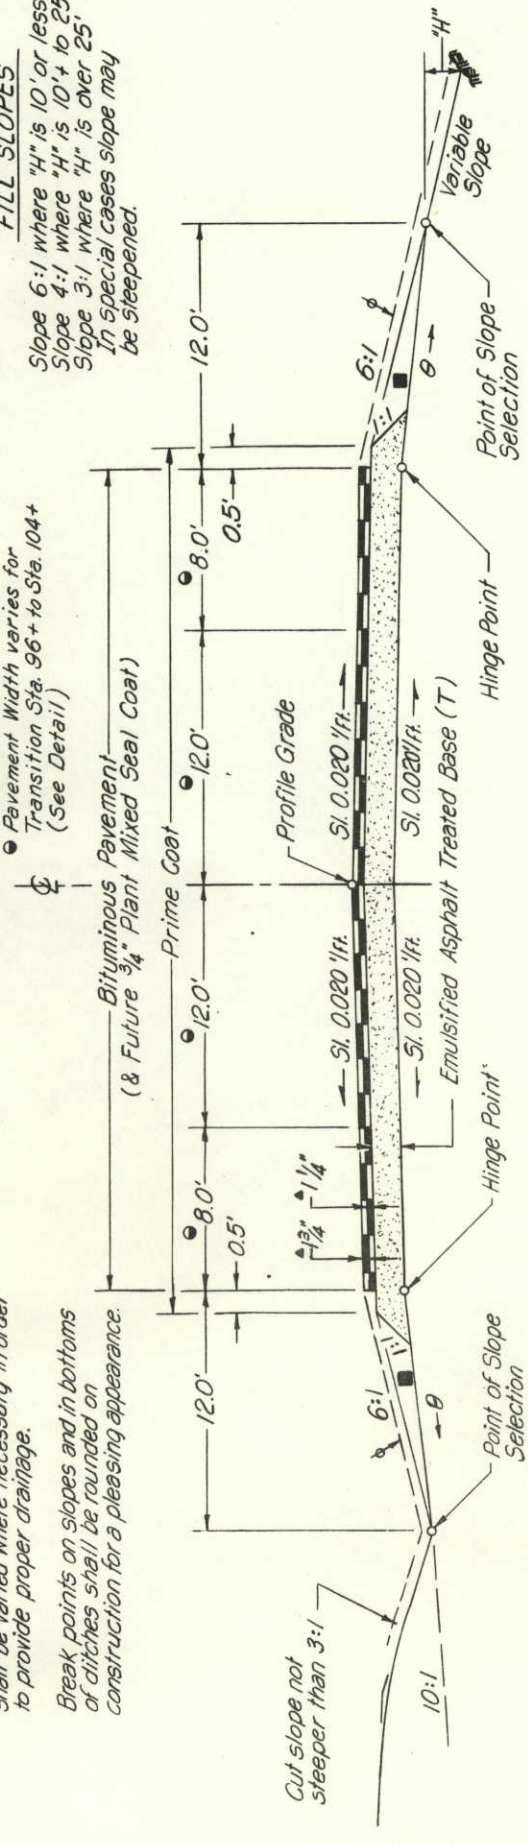 shall be varied where necessary in order
to provide proper drainage.
Break points on slopes and in bottoms
of ditches shall be rounded on
construction for a pleasing appearance.
Pavement Width varies for
Transition Sta. 96+ to Sta. 104+
(See Detail)
FILL SLOPES
Slope 6:1 where "H" is 10' or less
Slope 4:1 where "H" is 10'+ to 25'
Slope 3:1 where "H" is over 25'
In special cases slope may
be steepened.
℄
Bituminous Pavement
(& Future 3/4" Plant Mixed Seal Coat)
Prime Coat
12.0'
8.0'
12.0'
12.0'
8.0'
12.0'
0.5'
0.5'
Profile Grade
Cut slope not
steeper than 3:1
6:1
1:1
1 3/4"
1 1/4"
Sl. 0.020 '/Ft.
Sl. 0.020 '/Ft.
1:1
6:1
"H"
ϕ
ϕ
10:1
θ
Sl. 0.020 '/Ft.
Sl. 0.020'/Ft.
θ
Variable
Slope
Emulsified Asphalt Treated Base (T)
Point of Slope
Selection
Hinge Point
Hinge Point
Point of Slope
Selection